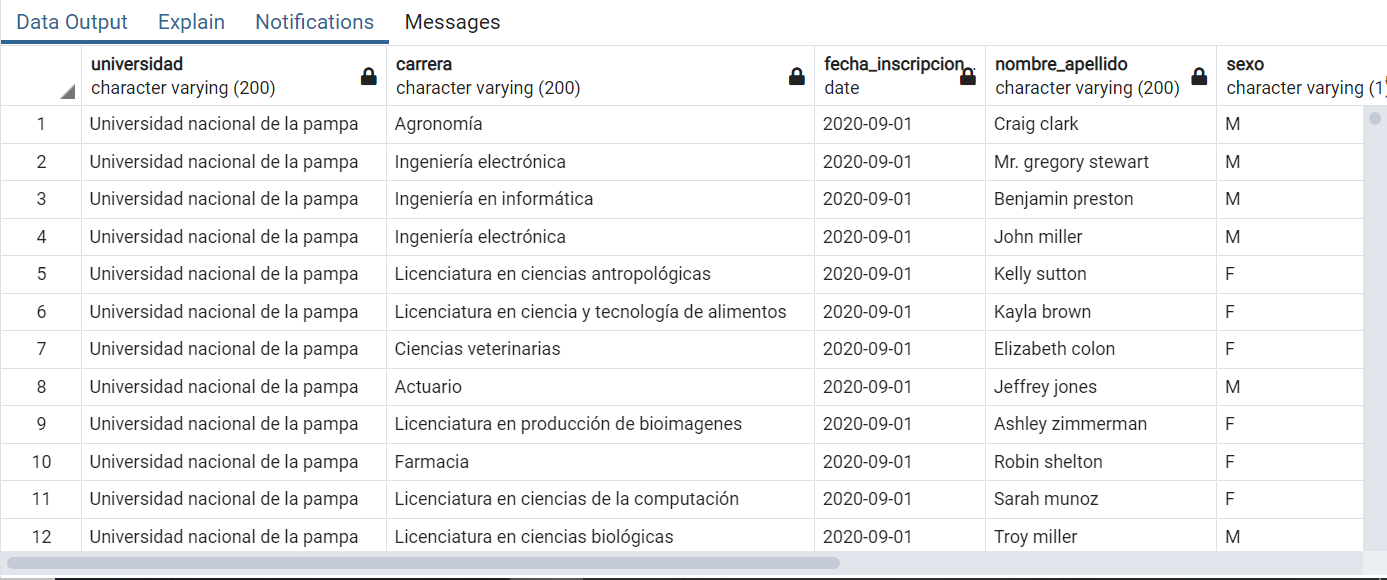 Data Output Explain Notifications Messages
universidad carrera fecha_inscripcion.. nombre_apellido sexo
character varying (200) character varying (200) date character varying (200) character varying (1)
1 Universidad nacional de la pampa Agronomía 2020-09-01 Craig clark M
2 Universidad nacional de la pampa Ingeniería electrónica 2020-09-01 Mr. gregory stewart M
3 Universidad nacional de la pampa Ingeniería en informática 2020-09-01 Benjamin preston M
4 Universidad nacional de la pampa Ingeniería electrónica 2020-09-01 John miller M
5 Universidad nacional de la pampa Licenciatura en ciencias antropológicas 2020-09-01 Kelly sutton F
6 Universidad nacional de la pampa Licenciatura en ciencia y tecnología de alimentos 2020-09-01 Kayla brown F
7 Universidad nacional de la pampa Ciencias veterinarias 2020-09-01 Elizabeth colon F
8 Universidad nacional de la pampa Actuario 2020-09-01 Jeffrey jones M
9 Universidad nacional de la pampa Licenciatura en producción de bioimagenes 2020-09-01 Ashley zimmerman F
10 Universidad nacional de la pampa Farmacia 2020-09-01 Robin shelton F
11 Universidad nacional de la pampa Licenciatura en ciencias de la computación 2020-09-01 Sarah munoz F
12 Universidad nacional de la pampa Licenciatura en ciencias biológicas 2020-09-01 Troy miller M